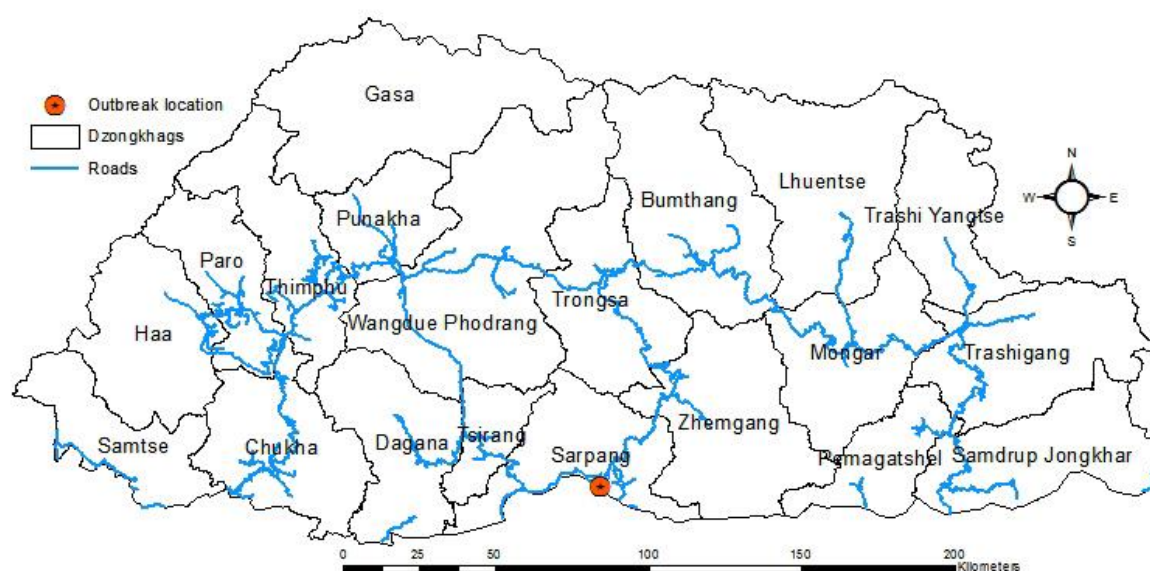 Gasa
Outbreak location
Dzongkhags
Roads
N
W
E
S
Lhuentse
Bumthang
Trashi Yangtse
Punakha
Paro
Thimphu
Trongsa
Haa
Wangdue Phodrang
Mongar
Trashigang
Zhemgang
Samtse
Chukha
Dagana
Tsirang
Sarpang
Pemagatshel
Samdrup Jongkhar
0 25 50 100 150 200
Kilometers